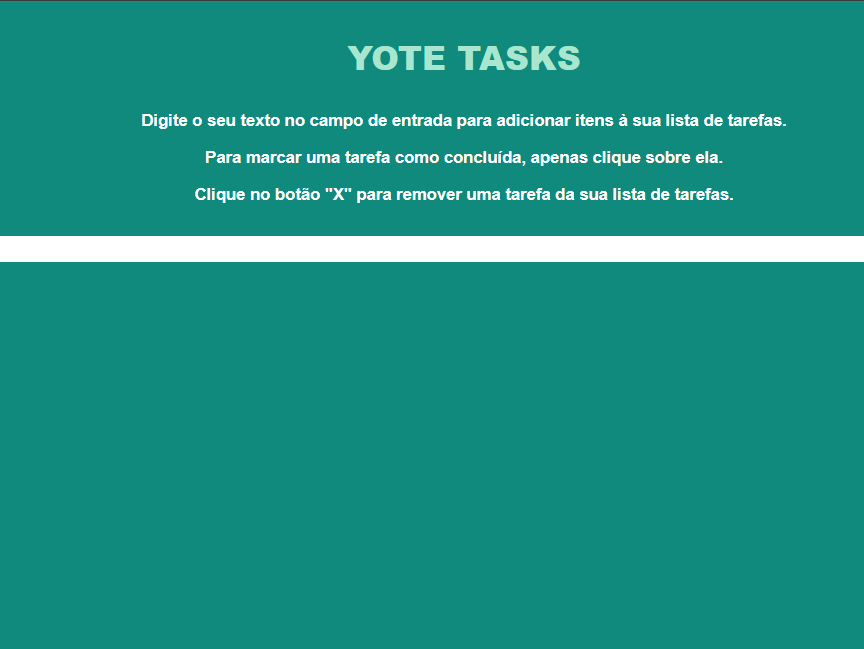 YOTE TASKS
Digite o seu texto no campo de entrada para adicionar itens à sua lista de tarefas.
Para marcar uma tarefa como concluída, apenas clique sobre ela.
Clique no botão "X" para remover uma tarefa da sua lista de tarefas.